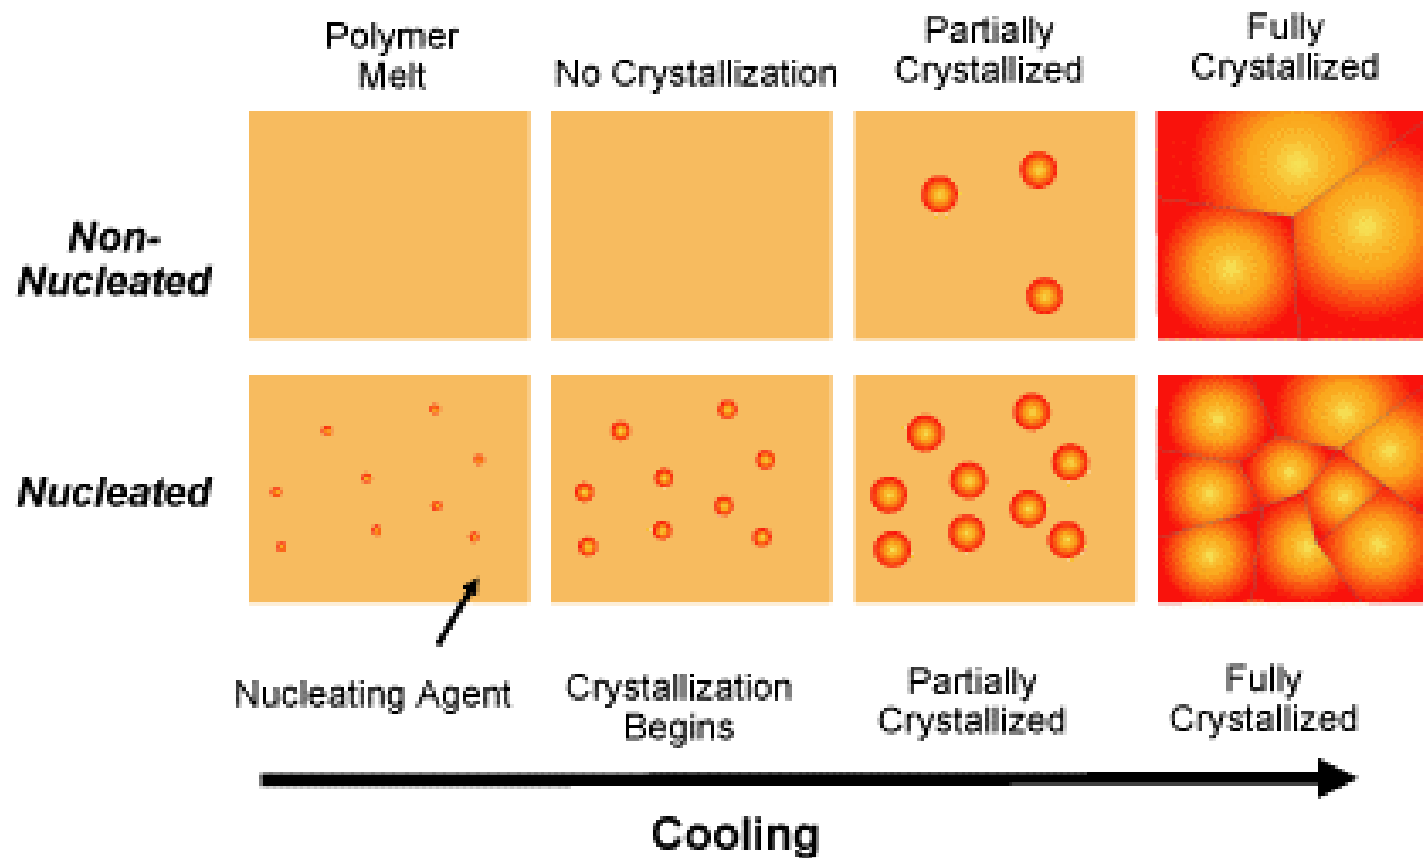 Polymer
Melt
No Crystallization
Partially
Crystallized
Fully
Crystallized
Non-
Nucleated
Nucleated
Nucleating Agent
Crystallization
Begins
Partially
Crystallized
Fully
Crystallized
Cooling